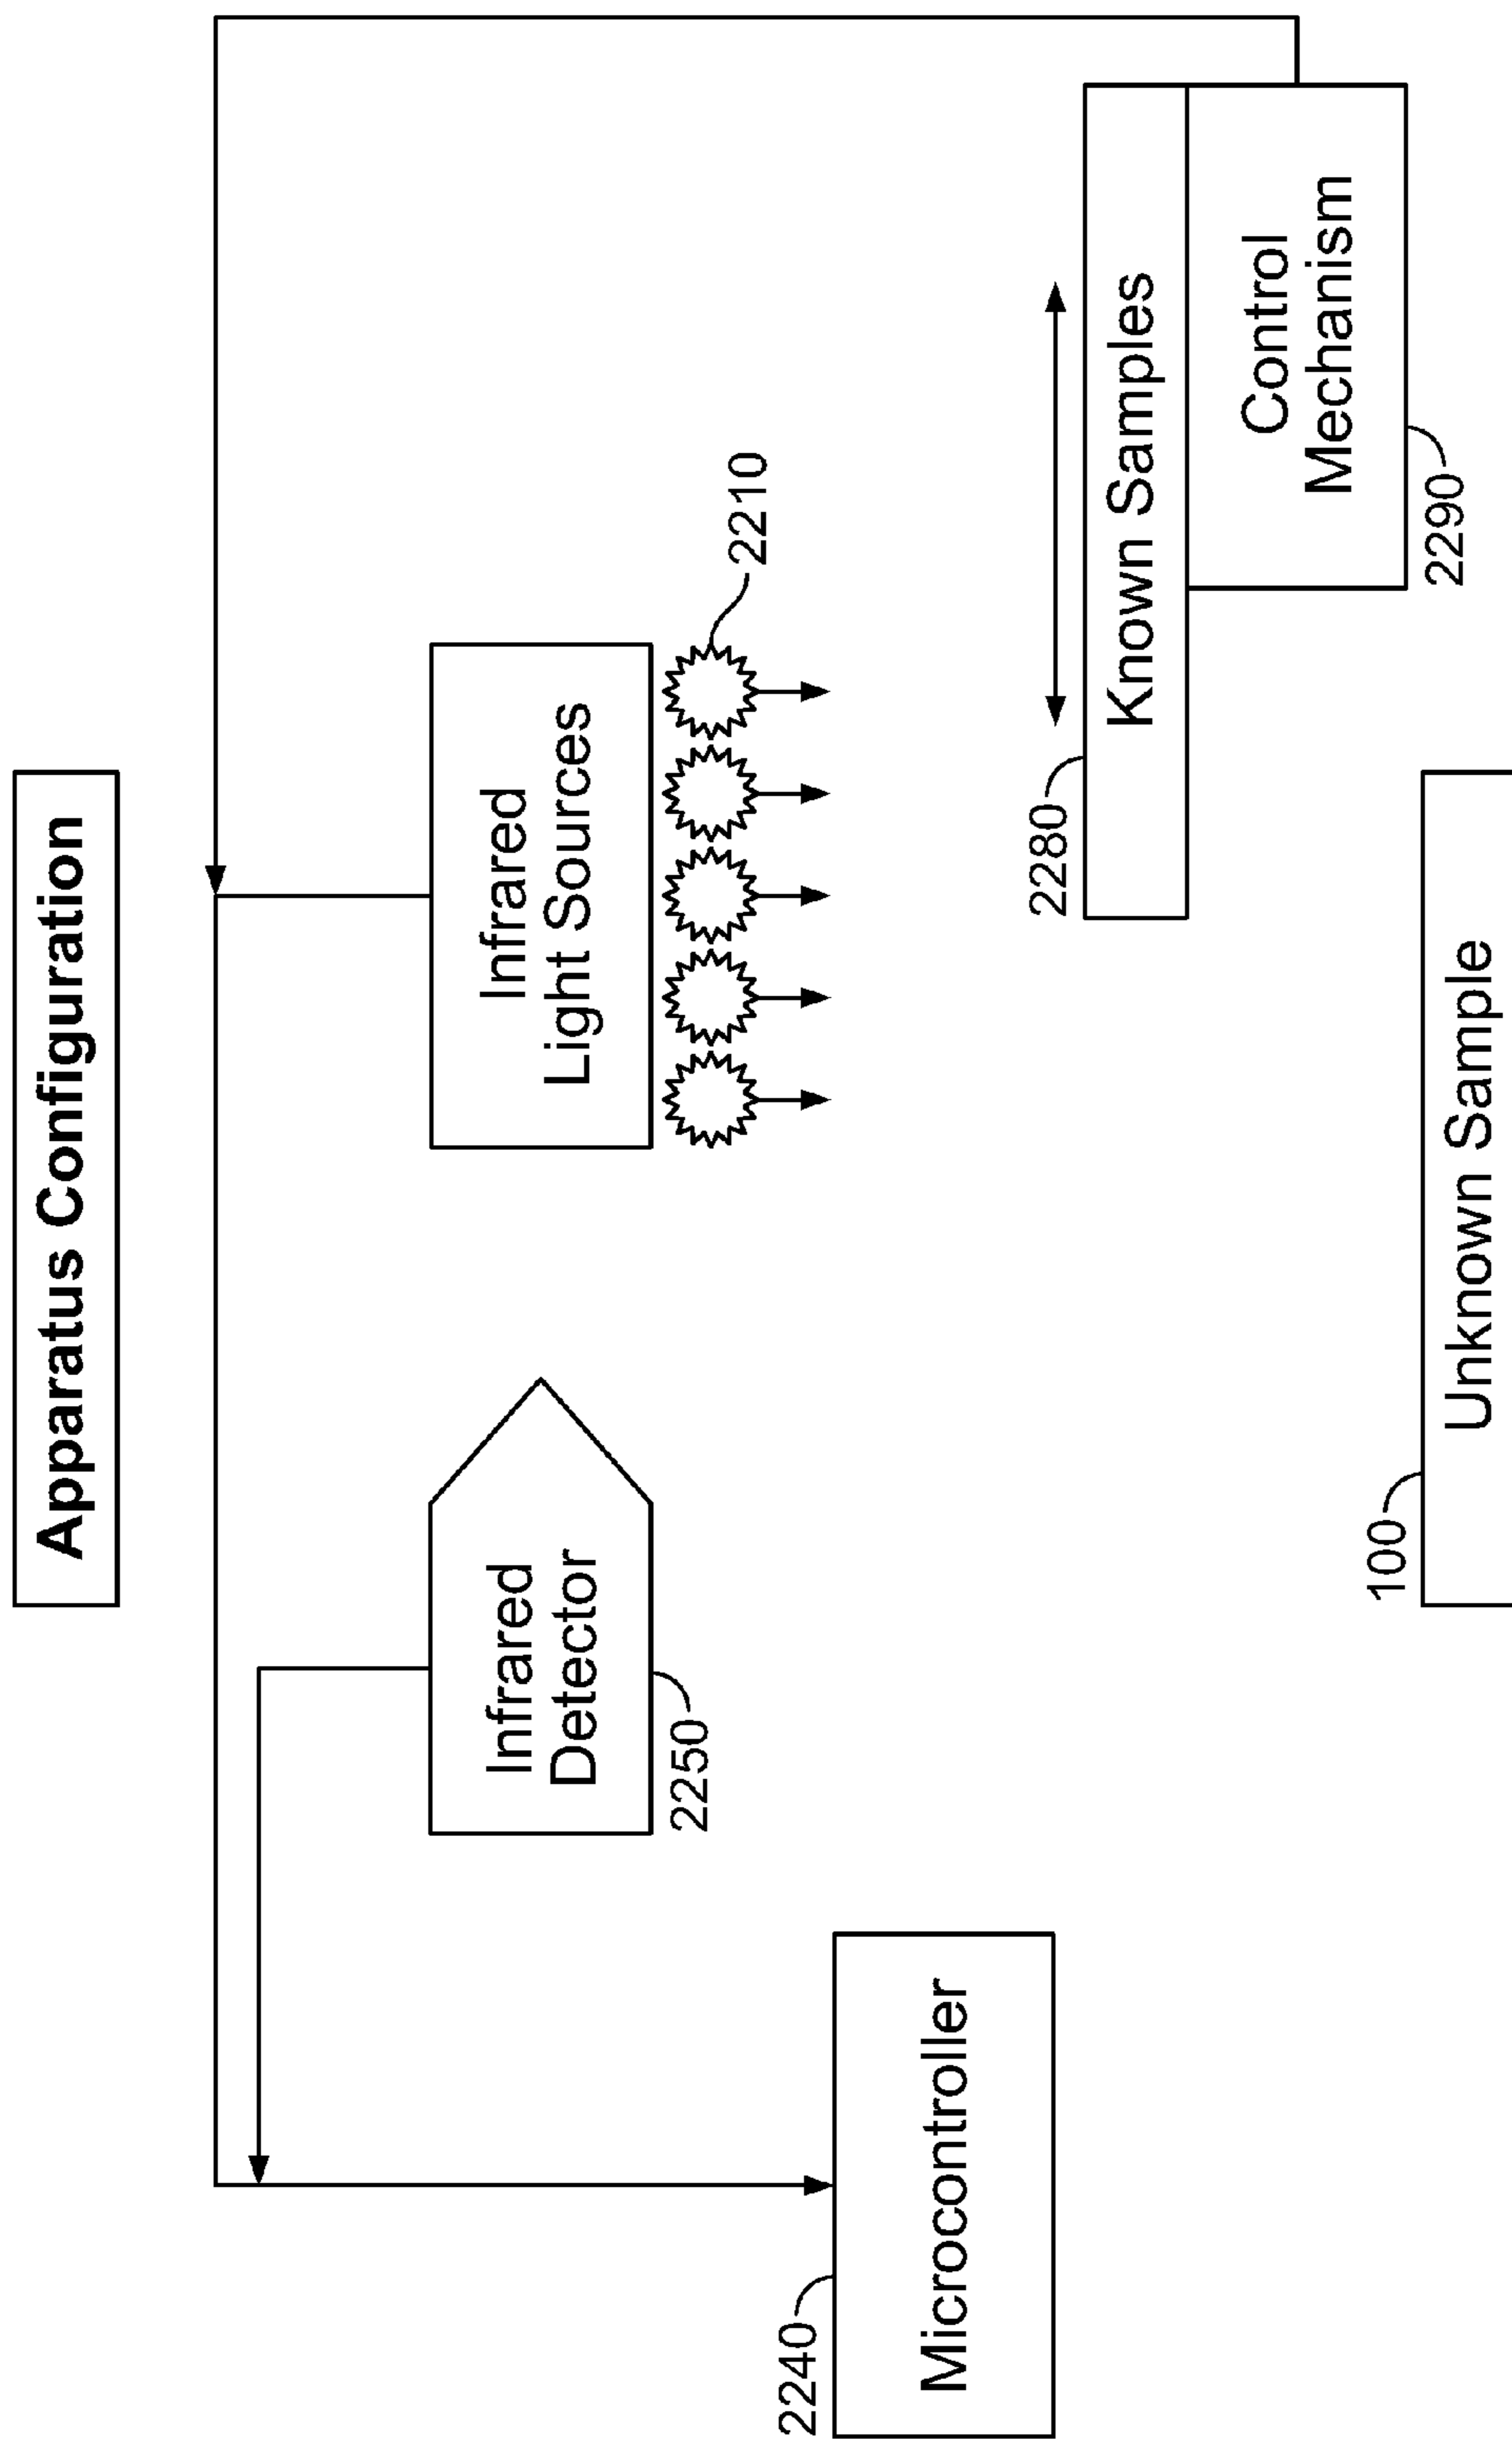 Apparatus Configuration
Infrared
Detector
2250
Infrared
Light Sources
2210
2240
Microcontroller
2280
Known Samples
Control
Mechanism
2290
100
Unknown Sample